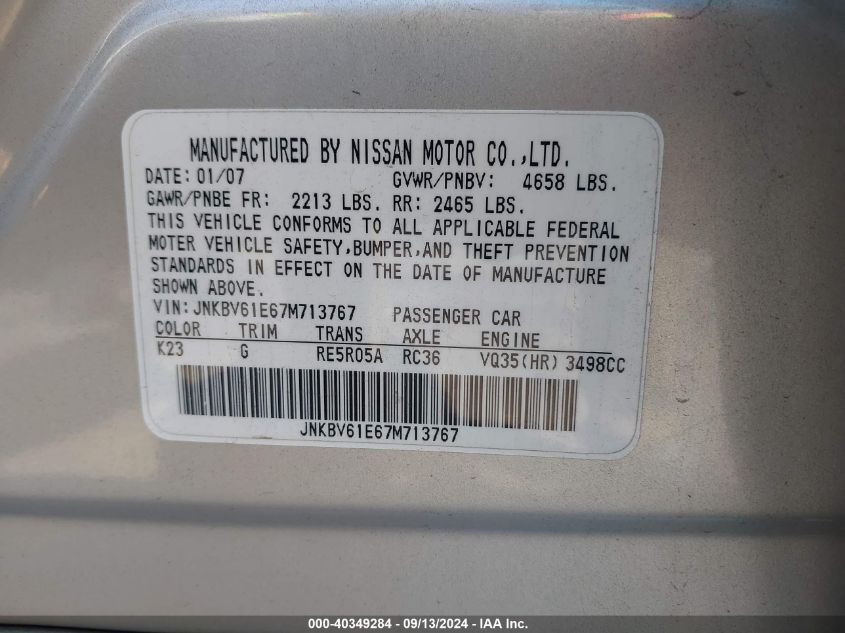 MANUFACTURED BY NISSAN MOTOR CO.,LTD.
DATE: 01/07 GVWR/PNBV: 4658 LBS.
GAWR/PNBE FR: 2213 LBS. RR: 2465 LBS.
THIS VEHICLE CONFORMS TO ALL APPLICABLE FEDERAL
MOTER VEHICLE SAFETY,BUMPER,AND THEFT PREVENTION
STANDARDS IN EFFECT ON THE DATE OF MANUFACTURE
SHOWN ABOVE.
VIN:JNKBV61E67M713767 PASSENGER CAR
COLOR TRIM TRANS AXLE ENGINE
K23 G RE5R05A RC36 VQ35(HR) 3498CC
JNKBV61E67M713767
000-40349284 - 09/13/2024 - IAA Inc.